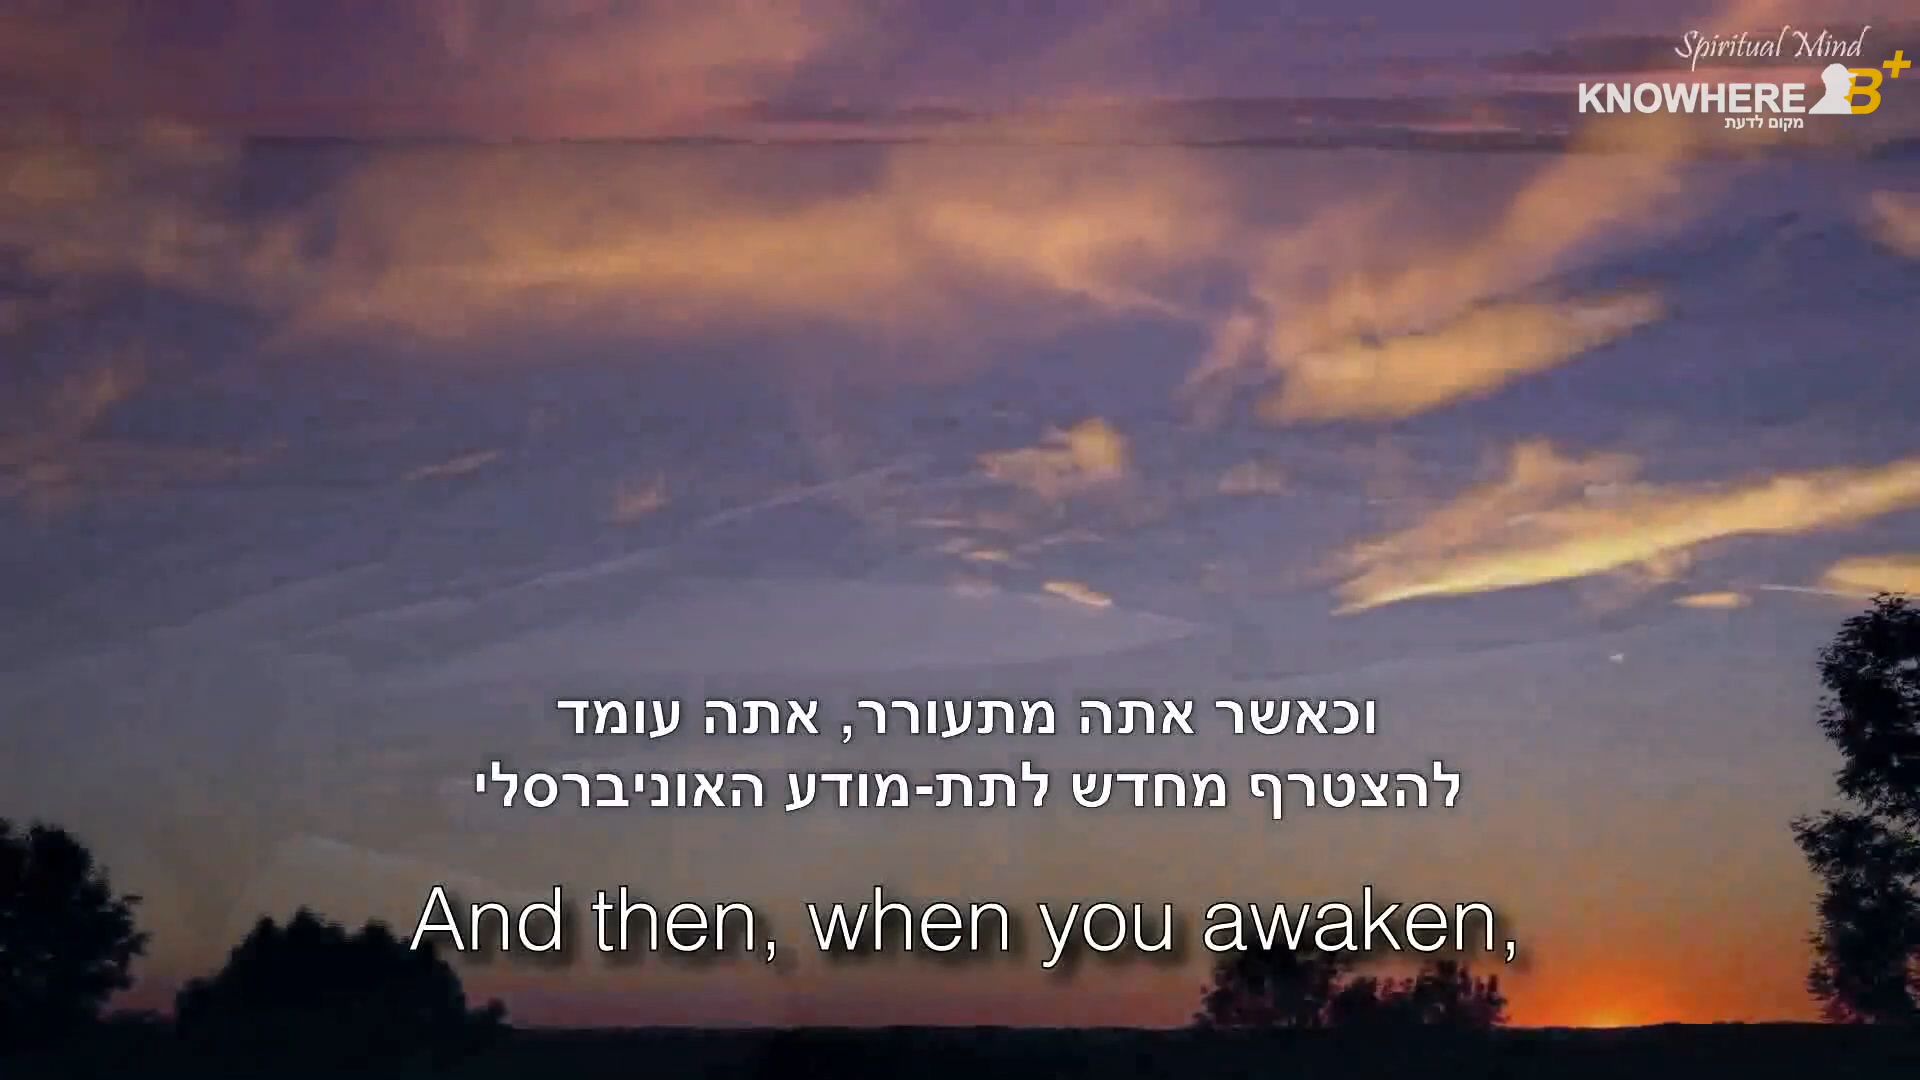 Spiritual Mind
KNOWHERE B+
מקום לדעת
וכאשר אתה מתעורר, אתה עומד
להצטרף מחדש לתת-מודע האוניברסלי
And then, when you awaken,